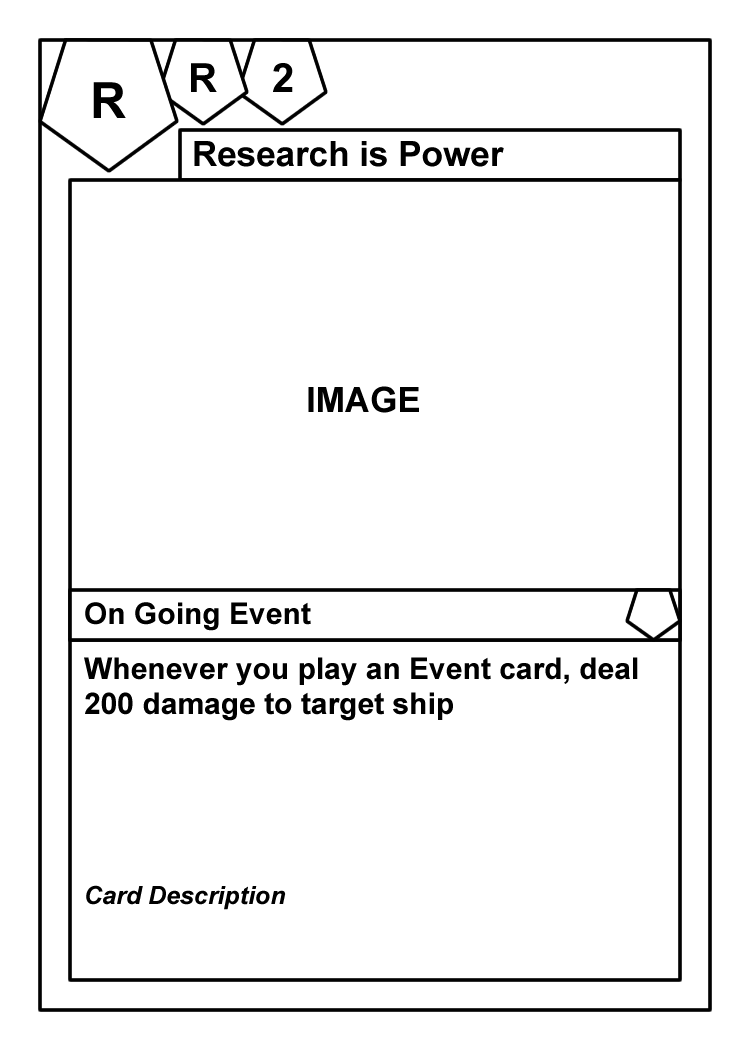 R
R
2
Research is Power
IMAGE
On Going Event
Whenever you play an Event card, deal
200 damage to target ship
Card Description